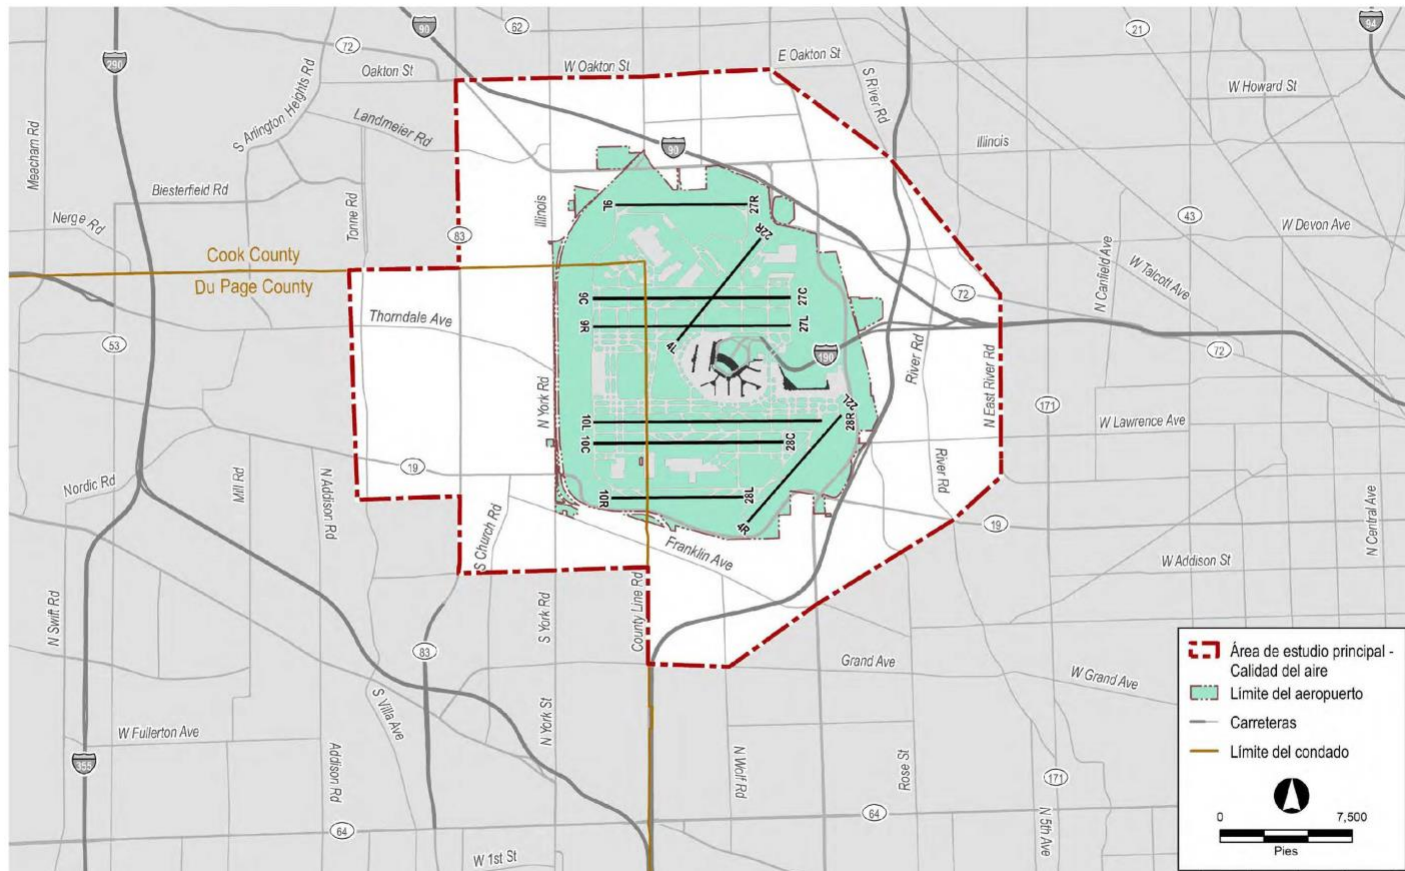 90
62
21
94
290
72
Oakton St
W Oakton St
E Oakton St
S River Rd
W Howard St
Meacham Rd
S Arlington Heights Rd
Landmeier Rd
90
Illinois
Biesterfield Rd
Tonne Rd
Illinois
9L
27R
22R
Nerge Rd
83
43
W Devon Ave
Cook County
Du Page County
N Canfield Ave
W Talcott Ave
72
9C
27C
Thorndale Ave
9R
27L
4L
53
190
72
N York Rd
River Rd
N East River Rd
171
W Lawrence Ave
22L
28R
10L
10C
28C
19
River Rd
Nordic Rd
Mill Rd
N Addison Rd
10R
28L
4R
19
S Church Rd
Franklin Ave
W Addison St
N Central Ave
N Swift Rd
S York Rd
County Line Rd
83
Grand Ave
W Grand Ave
S Villa Ave
N York St
W Fullerton Ave
355
Addison Rd
N Wolf Rd
Rose St
171
64
64
N 5th Ave
W 1st St
Área de estudio principal -
Calidad del aire
Límite del aeropuerto
Carreteras
Límite del condado
0
7,500
Pies